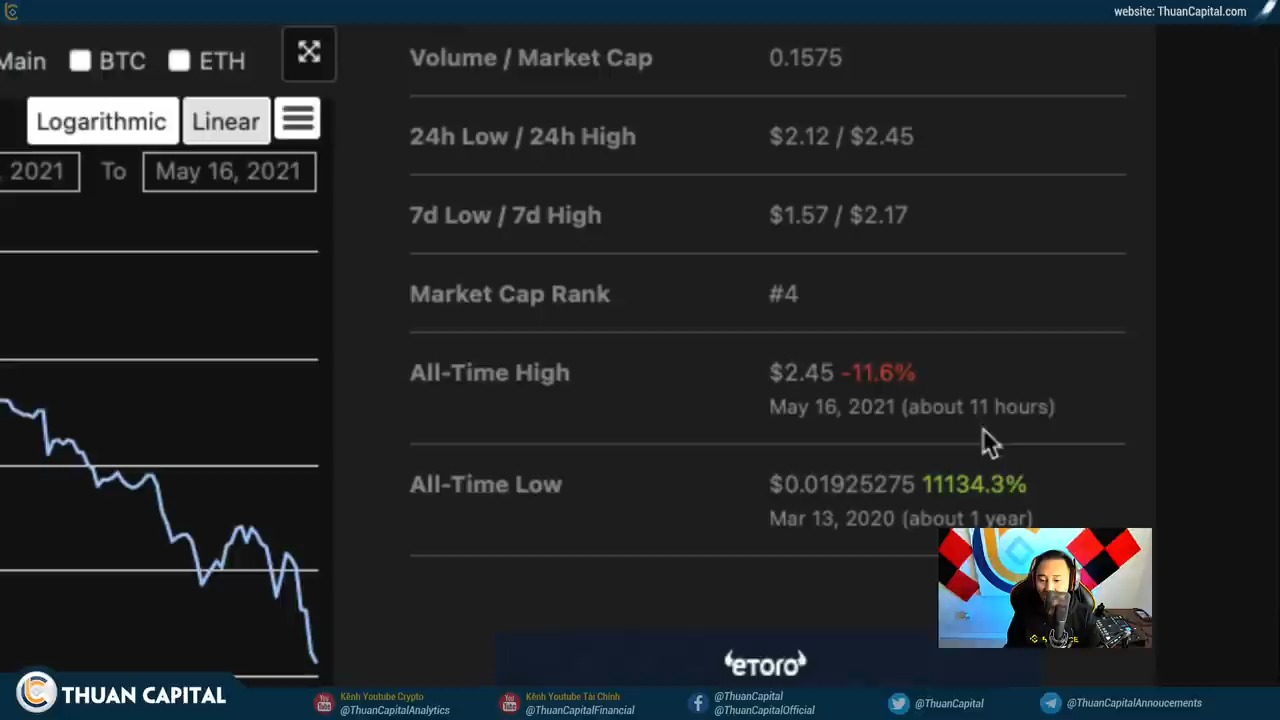 website: ThuanCapital.com
Main BTC ETH
Logarithmic Linear
, 2021 To May 16, 2021
Volume / Market Cap 0.1575
24h Low / 24h High $2.12 / $2.45
7d Low / 7d High $1.57 / $2.17
Market Cap Rank #4
All-Time High $2.45 -11.6%
May 16, 2021 (about 11 hours)
All-Time Low $0.01925275 11134.3%
Mar 13, 2020 (about 1 year)
eToro
THUAN CAPITAL
Kênh Youtube Crypto
@ThuanCapitalAnalytics
Kênh Youtube Tài Chính
@ThuanCapitalFinancial
@ThuanCapital
@ThuanCapitalOfficial
@ThuanCapital
@ThuanCapitalAnnoucements